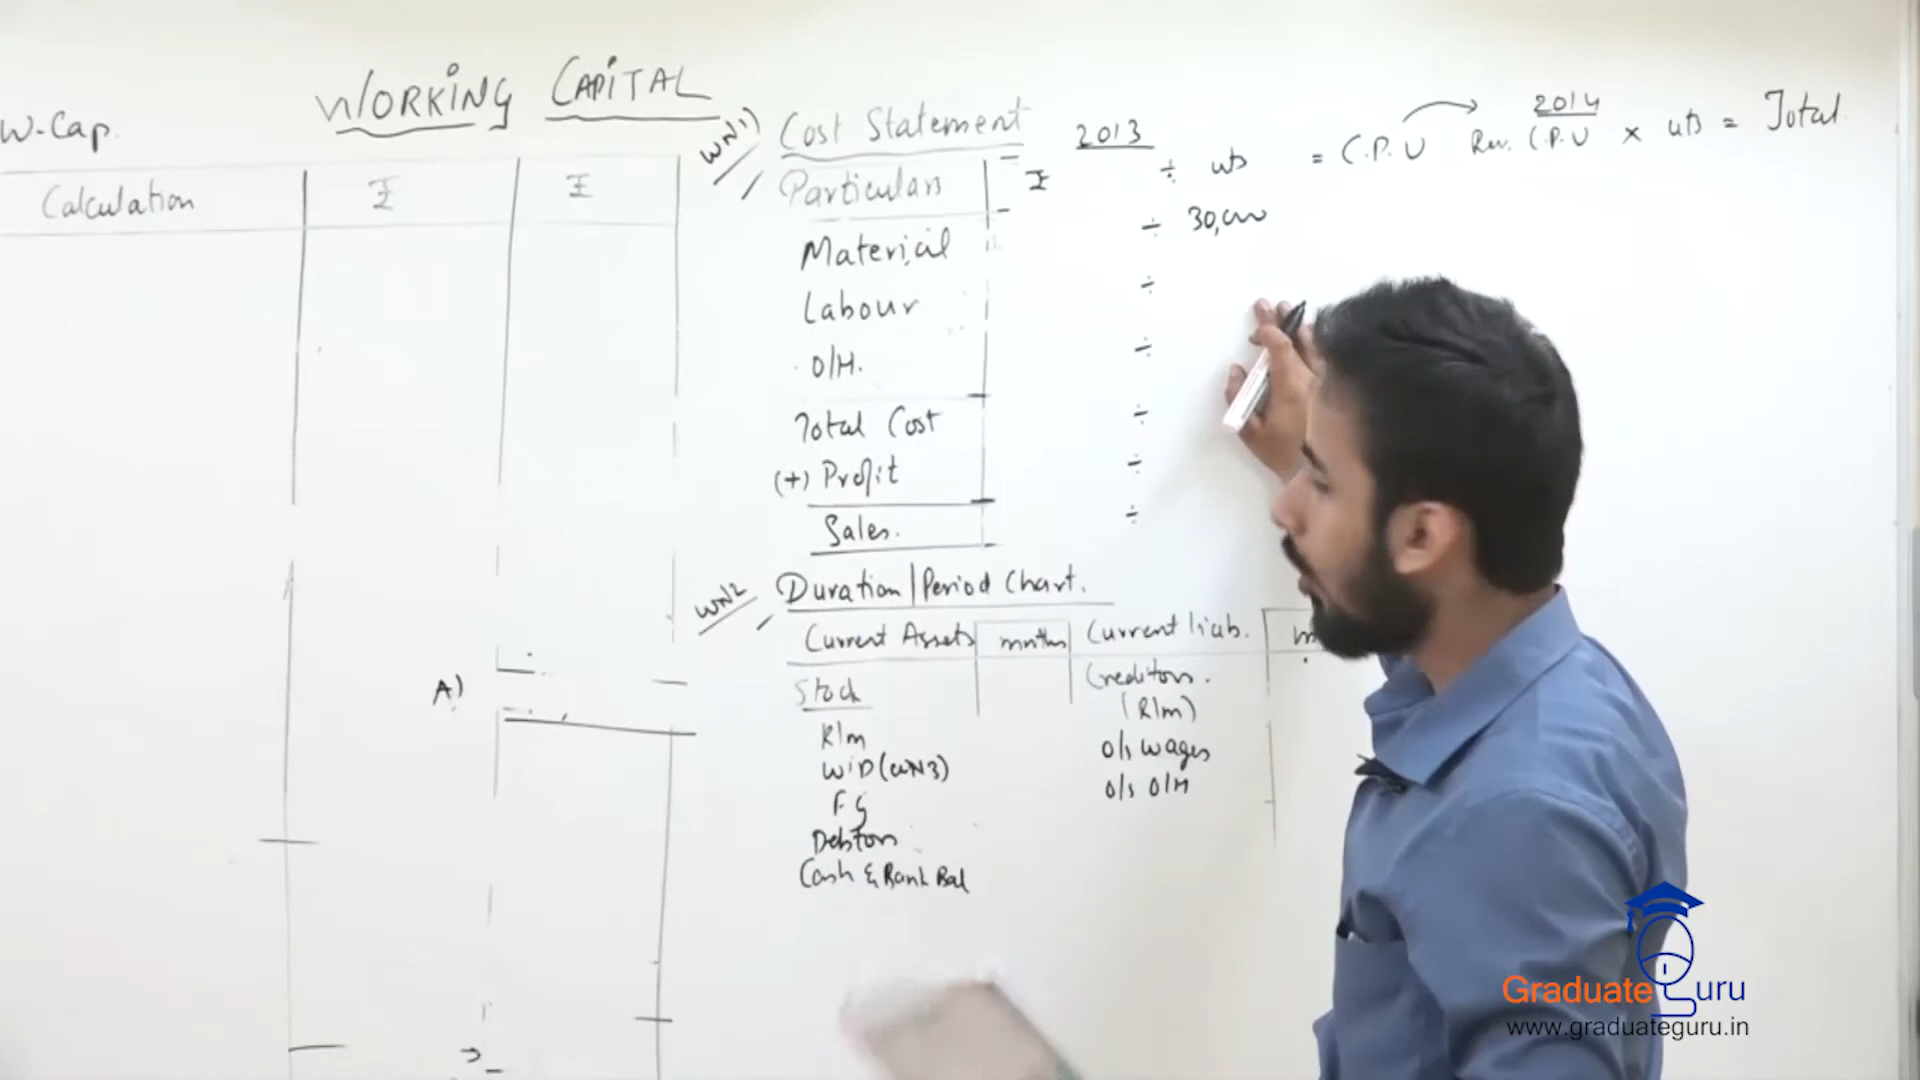 WORKING CAPITAL
W-Cap.
Calculation ₹ ₹
A)
WN1) Cost Statement
2013
2014
Particulars ₹ ÷ uts = C.P.U Rev. C.P.U × uts = Total
Material ÷ 30,000
Labour ÷
O/H. ÷
Total Cost ÷
(+) Profit ÷
Sales. ÷
WN2 Duration/Period Chart.
Current Assets months Current liab. m
Stock Creditors.
R/m (R/m)
WIP (WN3) O/s wages
FG O/s O/H
Debtors
Cash & Bank Bal
Graduate Guru
www.graduateguru.in